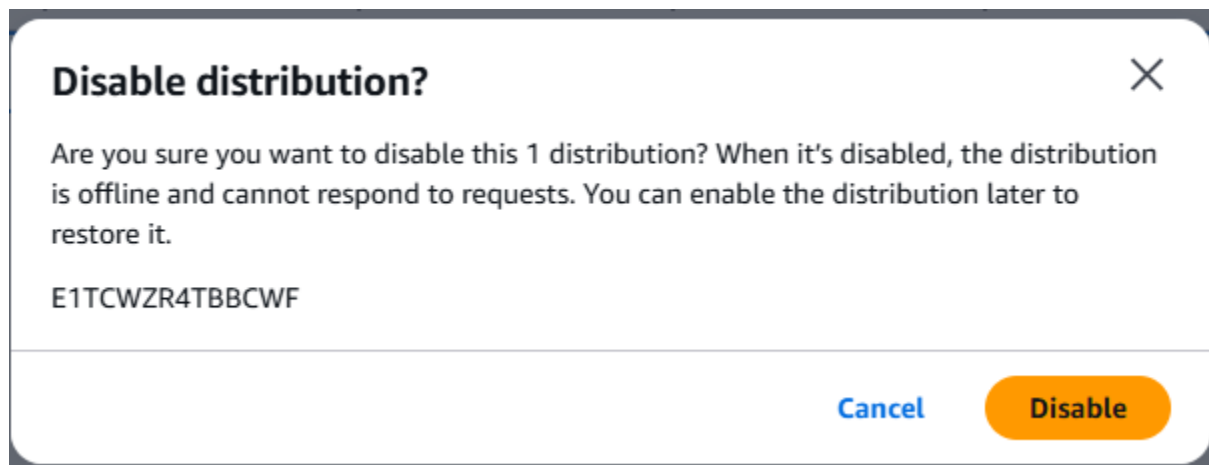 Disable distribution?
Are you sure you want to disable this 1 distribution? When it's disabled, the distribution
is offline and cannot respond to requests. You can enable the distribution later to
restore it.
E1TCWZR4TBBCWF
Cancel
Disable